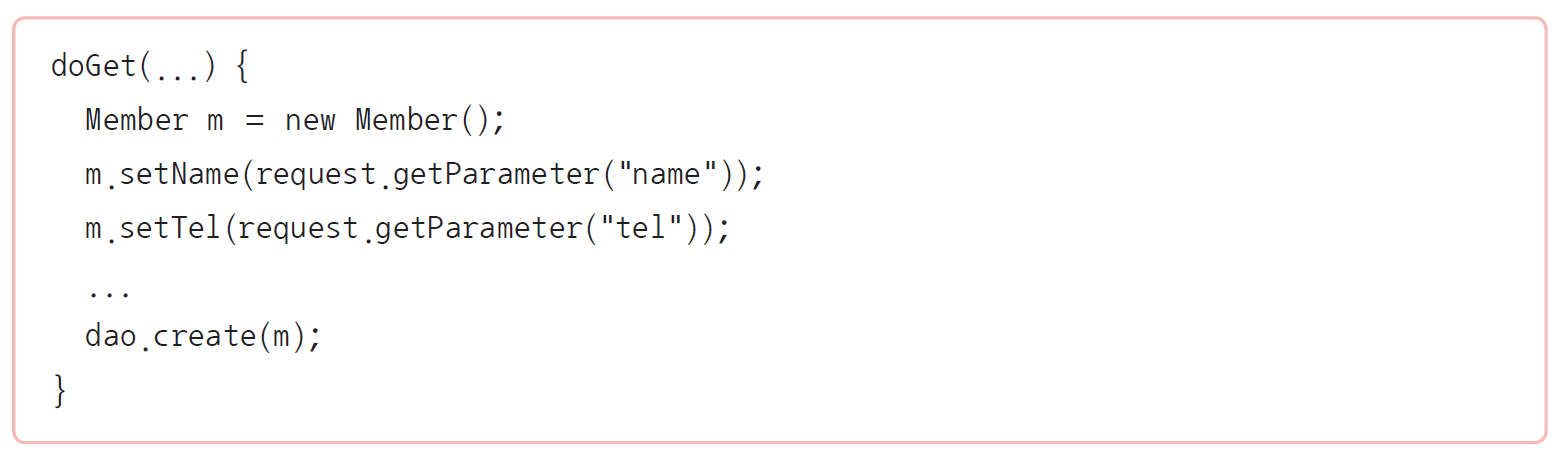 doGet(...) {
  Member m = new Member();
  m.setName(request.getParameter("name"));
  m.setTel(request.getParameter("tel"));
  ...
  dao.create(m);
}